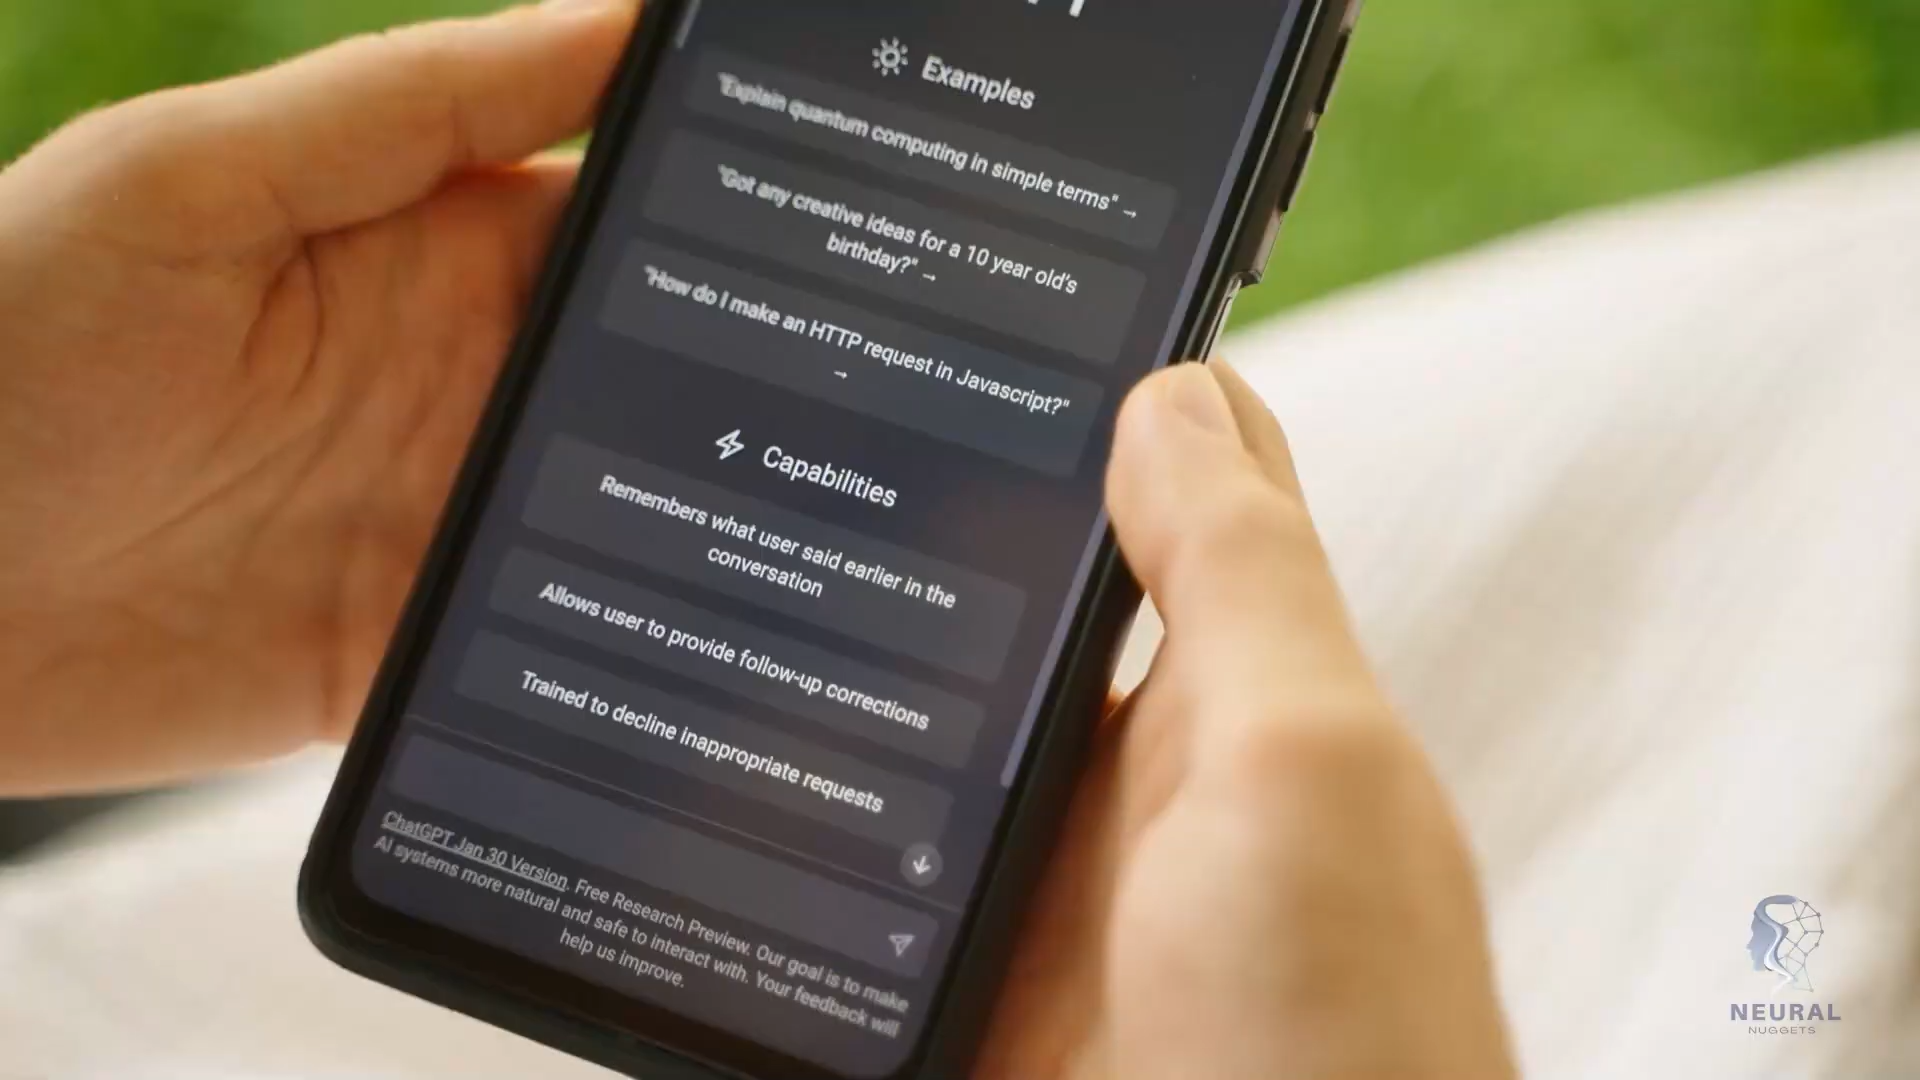 Examples
"Explain quantum computing in simple terms" →
"Got any creative ideas for a 10 year old's
birthday?" →
"How do I make an HTTP request in Javascript?"
→
Capabilities
Remembers what user said earlier in the
conversation
Allows user to provide follow-up corrections
Trained to decline inappropriate requests
ChatGPT Jan 30 Version. Free Research Preview. Our goal is to make
AI systems more natural and safe to interact with. Your feedback will
help us improve.
NEURAL
NUGGETS